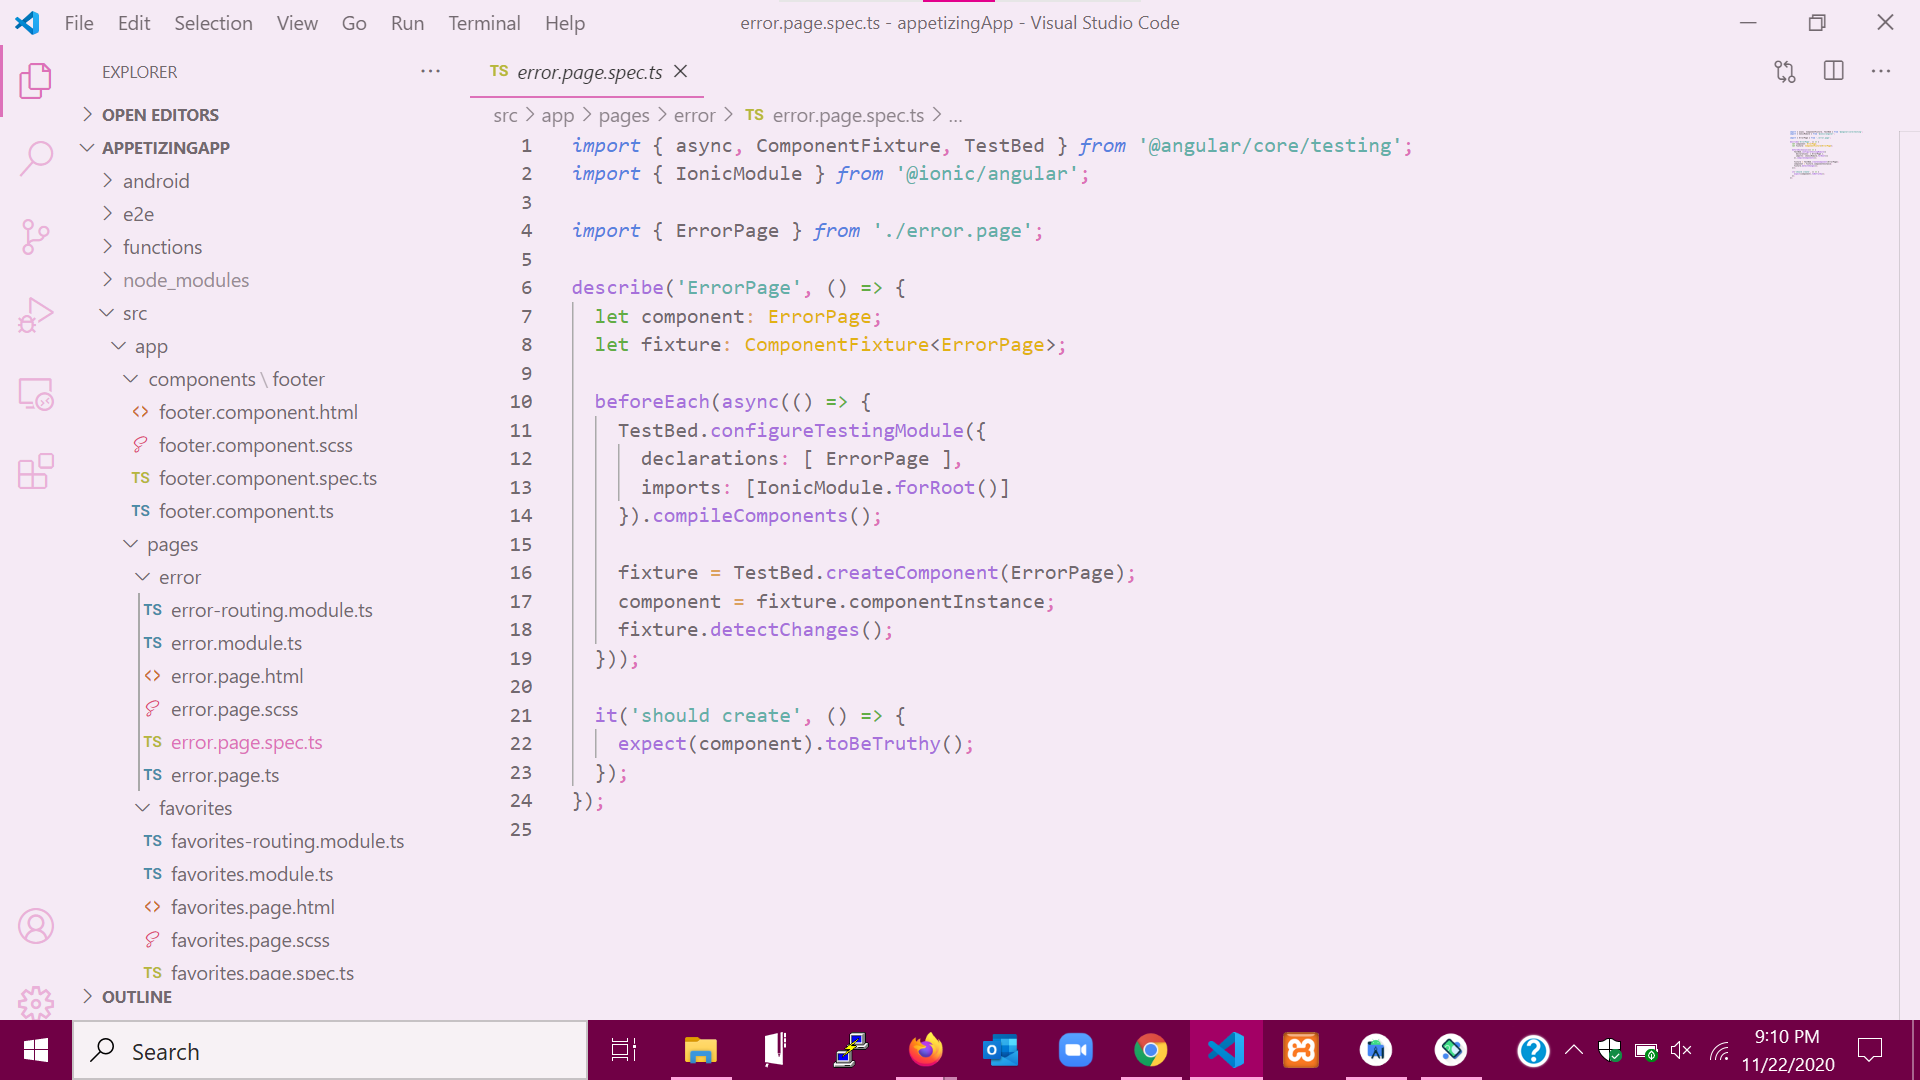 File Edit Selection View Go Run Terminal Help
error.page.spec.ts - appetizingApp - Visual Studio Code
EXPLORER
OPEN EDITORS
APPETIZINGAPP
android
e2e
functions
node_modules
src
app
components\footer
footer.component.html
footer.component.scss
TS footer.component.spec.ts
TS footer.component.ts
pages
error
TS error-routing.module.ts
TS error.module.ts
error.page.html
error.page.scss
TS error.page.spec.ts
TS error.page.ts
favorites
TS favorites-routing.module.ts
TS favorites.module.ts
favorites.page.html
favorites.page.scss
TS favorites.page.spec.ts
OUTLINE
TS error.page.spec.ts
src > app > pages > error > TS error.page.spec.ts > ...
1 import { async, ComponentFixture, TestBed } from '@angular/core/testing';
2 import { IonicModule } from '@ionic/angular';
3
4 import { ErrorPage } from './error.page';
5
6 describe('ErrorPage', () => {
7 let component: ErrorPage;
8 let fixture: ComponentFixture<ErrorPage>;
9
10 beforeEach(async(() => {
11 TestBed.configureTestingModule({
12 declarations: [ ErrorPage ],
13 imports: [IonicModule.forRoot()]
14 }).compileComponents();
15
16 fixture = TestBed.createComponent(ErrorPage);
17 component = fixture.componentInstance;
18 fixture.detectChanges();
19 }));
20
21 it('should create', () => {
22 expect(component).toBeTruthy();
23 });
24 });
25
Search
9:10 PM
11/22/2020